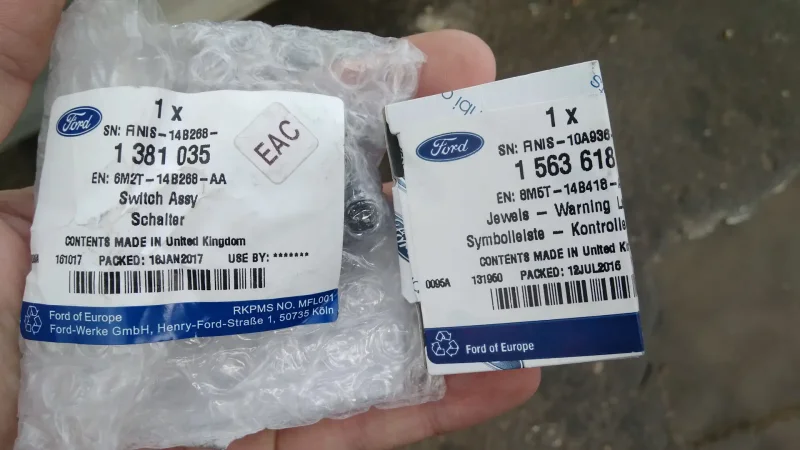 Ford
1 x
SN: FINIS-14B268-
EAC
1 381 035
EN: 6M2T-14B268-AA
Switch Assy
Schalter
CONTENTS MADE IN United Kingdom
161017 PACKED: 16JAN2017 USE BY: *******
RKPMS NO. MFL001
Ford of Europe
Ford-Werke GmbH, Henry-Ford-Straße 1, 50735 Köln
Ford
1 x
SN: FINIS-10A936-
1 563 618
EN: 8M5T-14B418-
Jewels - Warning
Symbolleiste - Kontrolle
CONTENTS MADE IN United
0095A 131950 PACKED: 12JUL2016
Ford of Europe